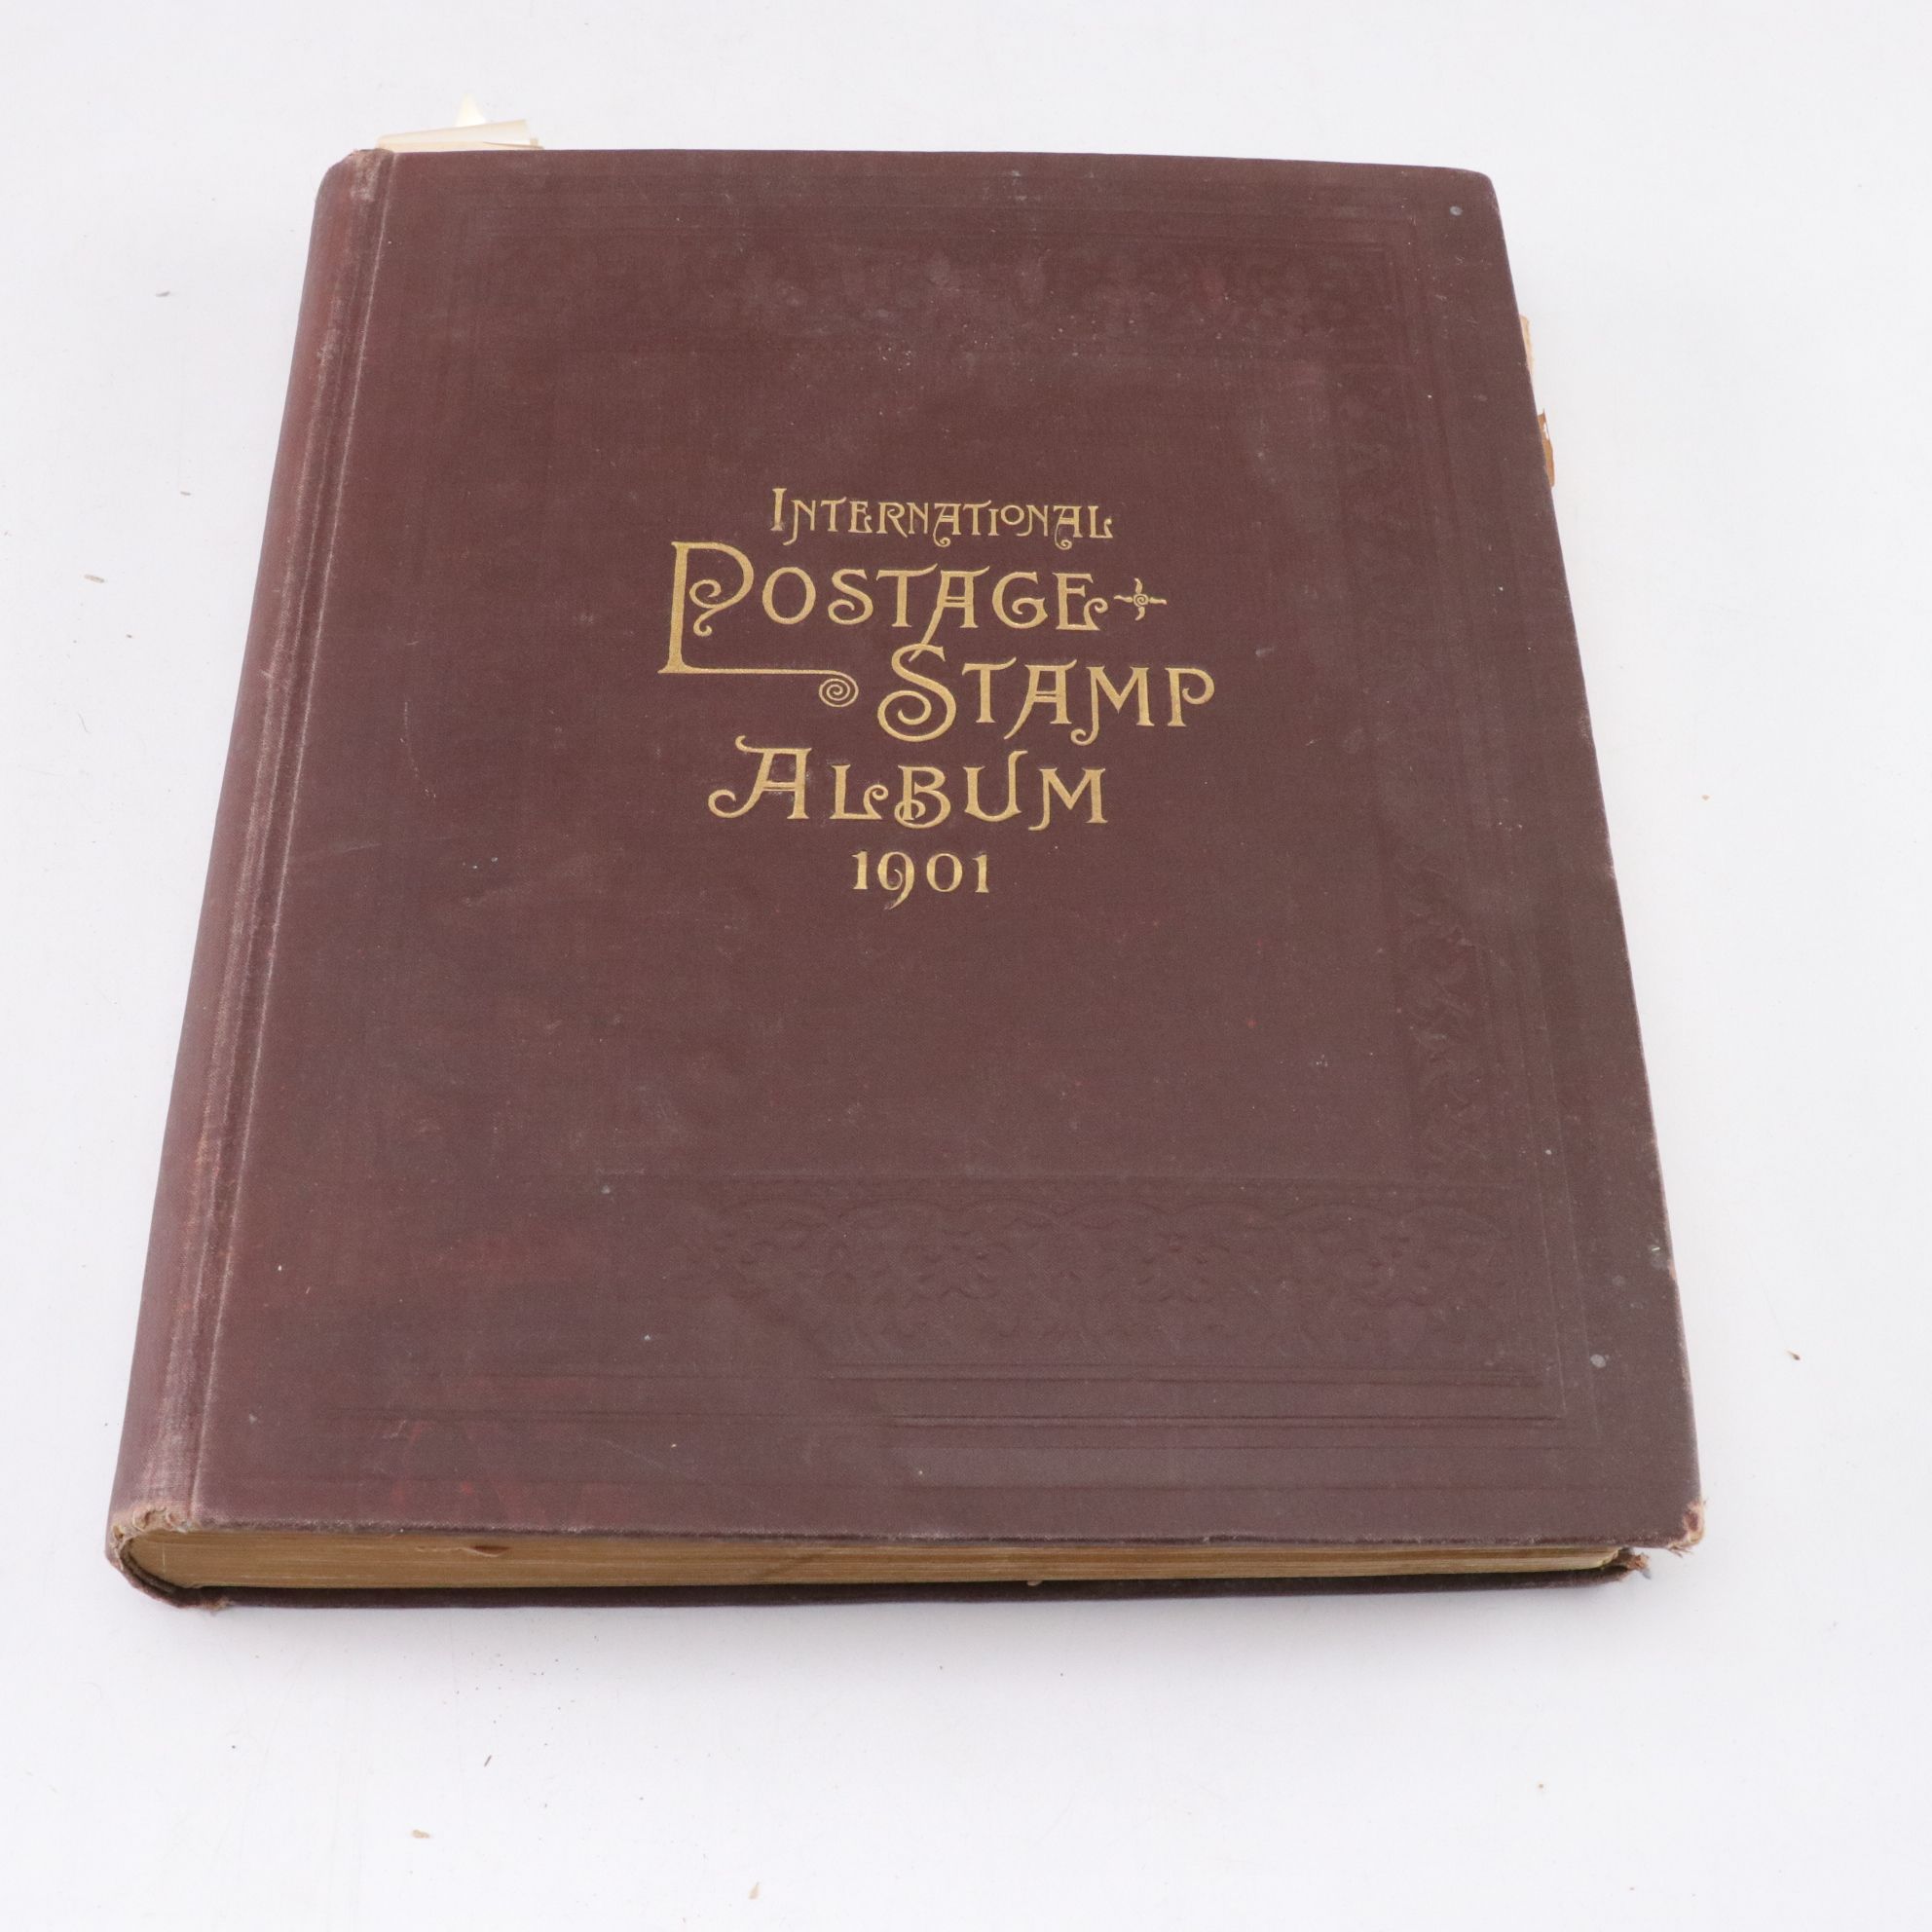 International
Postage
Stamp
Album
1901